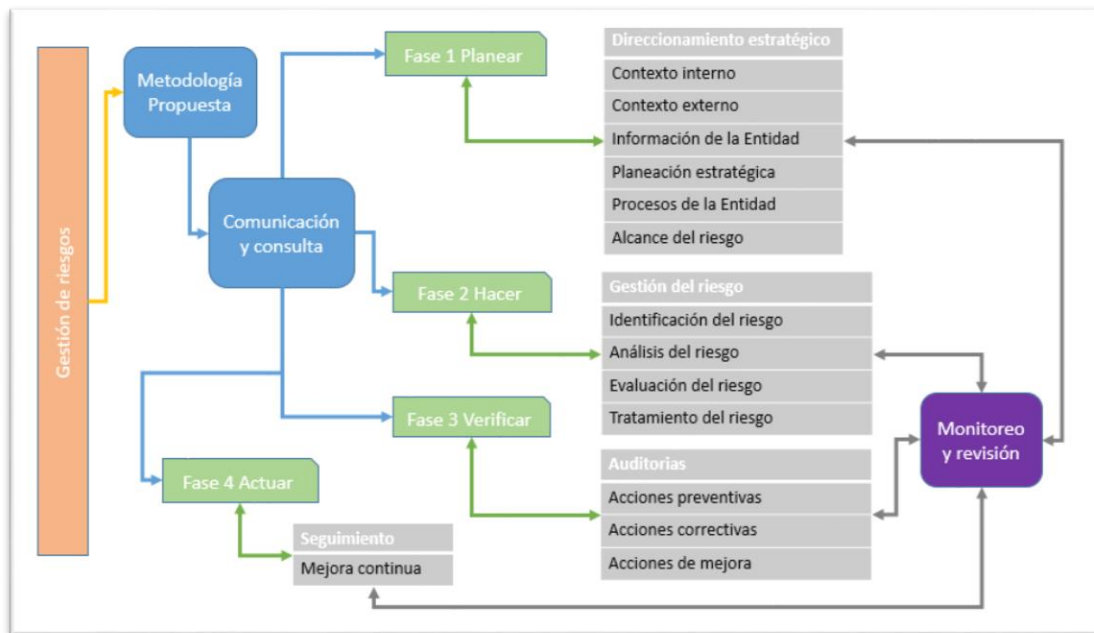 Gestión de riesgos
Metodología
Propuesta
Comunicación
y consulta
Fase 1 Planear
Direccionamiento estratégico
Contexto interno
Contexto externo
Información de la Entidad
Planeación estratégica
Procesos de la Entidad
Alcance del riesgo
Fase 2 Hacer
Gestión del riesgo
Identificación del riesgo
Análisis del riesgo
Evaluación del riesgo
Tratamiento del riesgo
Fase 3 Verificar
Auditorias
Acciones preventivas
Acciones correctivas
Acciones de mejora
Fase 4 Actuar
Seguimiento
Mejora continua
Monitoreo
y revisión